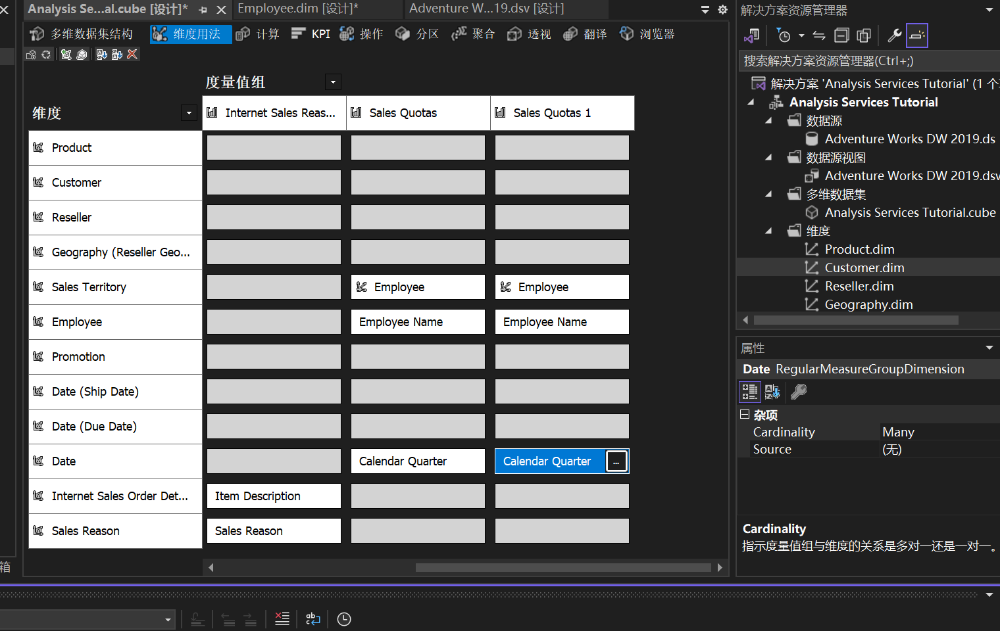 Analysis Se...al.cube [设计]*
Employee.dim [设计]*
Adventure W...19.dsv [设计]
多维数据集结构
维度用法
计算
KPI
操作
分区
聚合
透视
翻译
浏览器
度量值组
维度
Internet Sales Reas...
Sales Quotas
Sales Quotas 1
Product
Customer
Reseller
Geography (Reseller Geo...
Sales Territory
Employee
Employee
Employee
Employee Name
Employee Name
Promotion
Date (Ship Date)
Date (Due Date)
Date
Calendar Quarter
Calendar Quarter
...
Internet Sales Order Det...
Item Description
Sales Reason
Sales Reason
箱
解决方案资源管理器
搜索解决方案资源管理器(Ctrl+;)
解决方案 'Analysis Services Tutorial' (1 个
Analysis Services Tutorial
数据源
Adventure Works DW 2019.ds
数据源视图
Adventure Works DW 2019.dsv
多维数据集
Analysis Services Tutorial.cube
维度
Product.dim
Customer.dim
Reseller.dim
Geography.dim
属性
Date RegularMeasureGroupDimension
杂项
Cardinality Many
Source (无)
Cardinality
指示度量值组与维度的关系是多对一还是一对一。